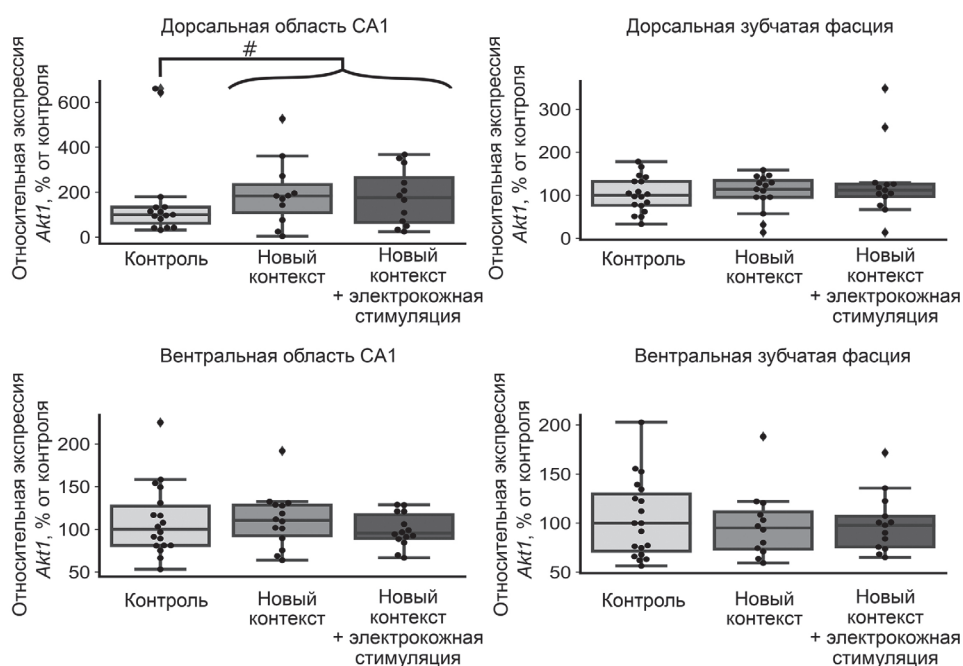 Дорсальная область CA1
#
Относительная экспрессия
Akt1, % от контроля
600
400
200
0
Контроль
Новый
контекст
Новый
контекст
+ электрокожная
стимуляция
Дорсальная зубчатая фасция
Относительная экспрессия
Akt1, % от контроля
300
200
100
0
Контроль
Новый
контекст
Новый
контекст
+ электрокожная
стимуляция
Вентральная область CA1
Относительная экспрессия
Akt1, % от контроля
200
150
100
50
Контроль
Новый
контекст
Новый
контекст
+ электрокожная
стимуляция
Вентральная зубчатая фасция
Относительная экспрессия
Akt1, % от контроля
200
150
100
50
Контроль
Новый
контекст
Новый
контекст
+ электрокожная
стимуляция